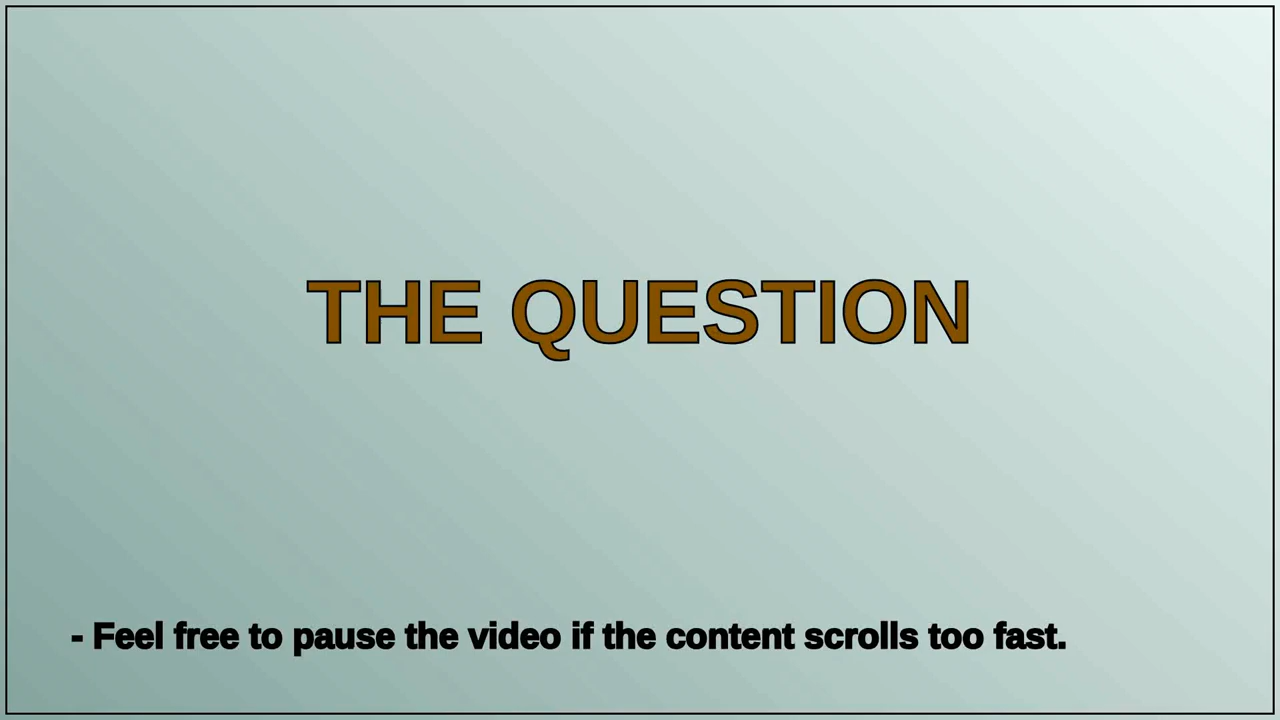 THE QUESTION
- Feel free to pause the video if the content scrolls too fast.